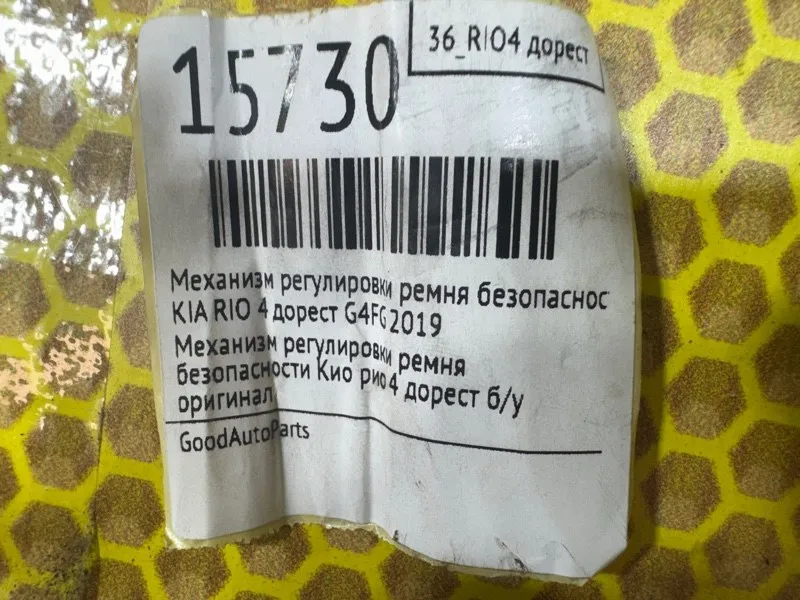 36_RIO4 дорест
15730
Механизм регулировки ремня безопаснос
KIA RIO 4 дорест G4FG 2019
Механизм регулировки ремня
безопасности Кио рио 4 дорест б/у
оригинал
GoodAutoParts